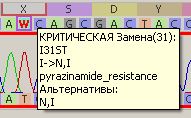 X S D Y
A W C A G C G A C T A C
КРИТИЧЕСКАЯ Замена(31):
I31ST
I->N,I
pyrazinamide_resistance
Альтернативы:
N,I
A T